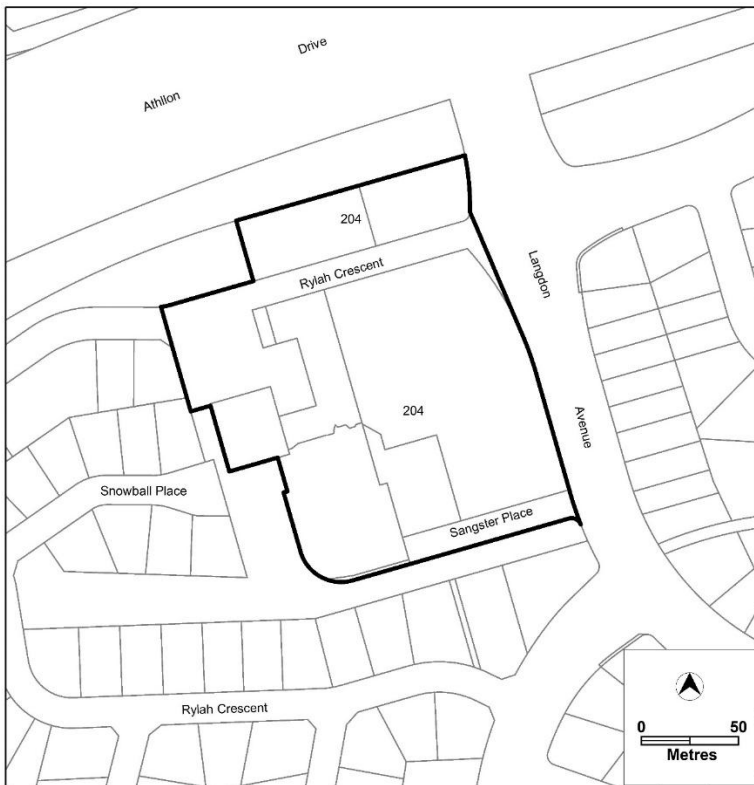 Drive
Athllon
204
Langdon
Rylah Crescent
204
Avenue
Snowball Place
Sangster Place
Rylah Crescent
0 50
Metres